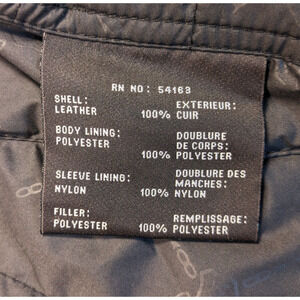 RN NO: 54163
SHELL: EXTERIEUR:
LEATHER 100% CUIR
BODY LINING: DOUBLURE
POLYESTER DE CORPS:
100% POLYESTER
SLEEVE LINING: DOUBLURE DES
MANCHES:
NYLON 100% NYLON
FILLER: REMPLISSAGE:
POLYESTER 100% POLYESTER